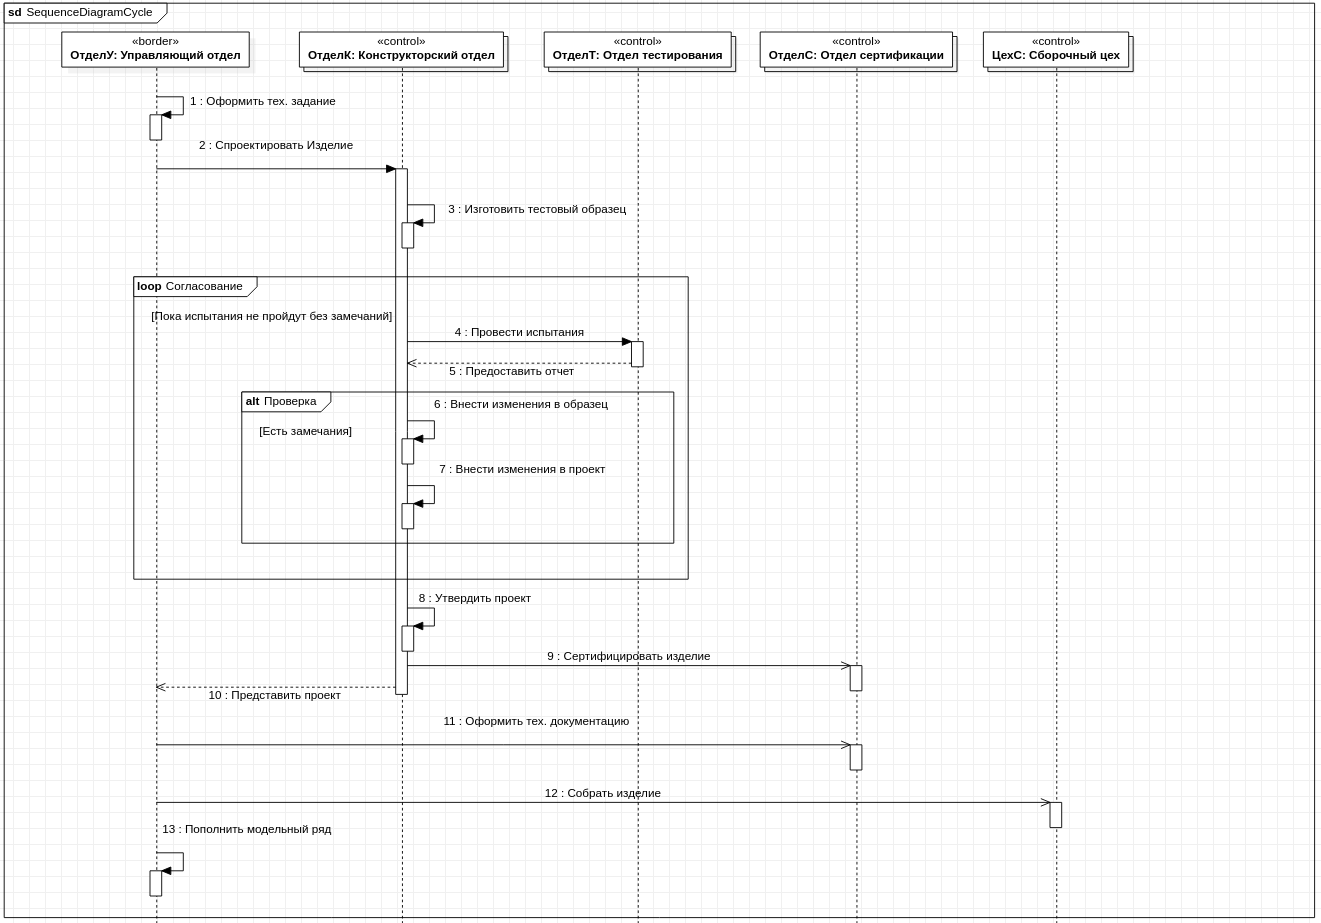 sd SequenceDiagramCycle
«border»
ОтделУ: Управляющий отдел
«control»
ОтделК: Конструкторский отдел
«control»
ОтделТ: Отдел тестирования
«control»
ОтделС: Отдел сертификации
«control»
ЦехС: Сборочный цех
1 : Оформить тех. задание
2 : Спроектировать Изделие
3 : Изготовить тестовый образец
loop Согласование
[Пока испытания не пройдут без замечаний]
4 : Провести испытания
5 : Предоставить отчет
alt Проверка
6 : Внести изменения в образец
[Есть замечания]
7 : Внести изменения в проект
8 : Утвердить проект
9 : Сертифицировать изделие
10 : Представить проект
11 : Оформить тех. документацию
12 : Собрать изделие
13 : Пополнить модельный ряд